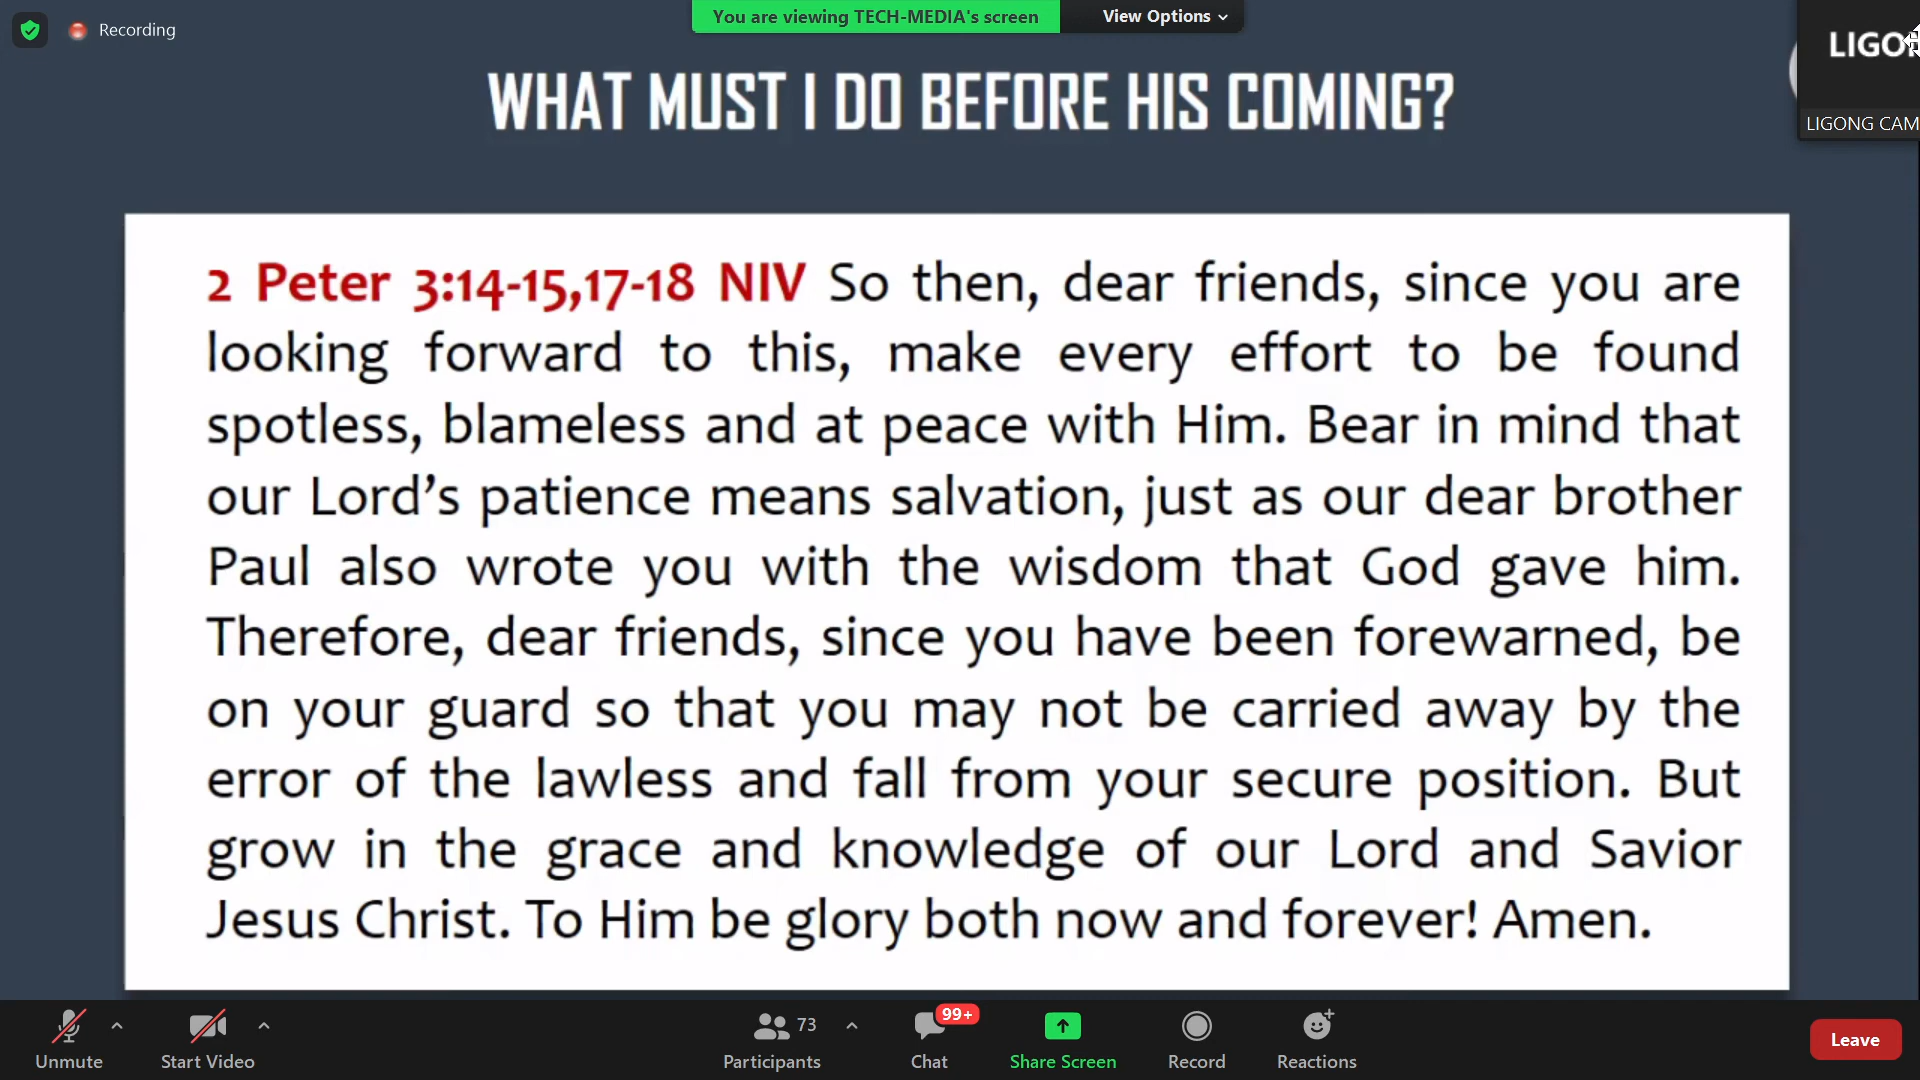 Recording
You are viewing TECH-MEDIA's screen
View Options
LIGO
LIGONG CAM
WHAT MUST I DO BEFORE HIS COMING?
2 Peter 3:14-15,17-18 NIV So then, dear friends, since you are
looking forward to this, make every effort to be found
spotless, blameless and at peace with Him. Bear in mind that
our Lord’s patience means salvation, just as our dear brother
Paul also wrote you with the wisdom that God gave him.
Therefore, dear friends, since you have been forewarned, be
on your guard so that you may not be carried away by the
error of the lawless and fall from your secure position. But
grow in the grace and knowledge of our Lord and Savior
Jesus Christ. To Him be glory both now and forever! Amen.
Unmute
Start Video
73
Participants
99+
Chat
Share Screen
Record
Reactions
Leave